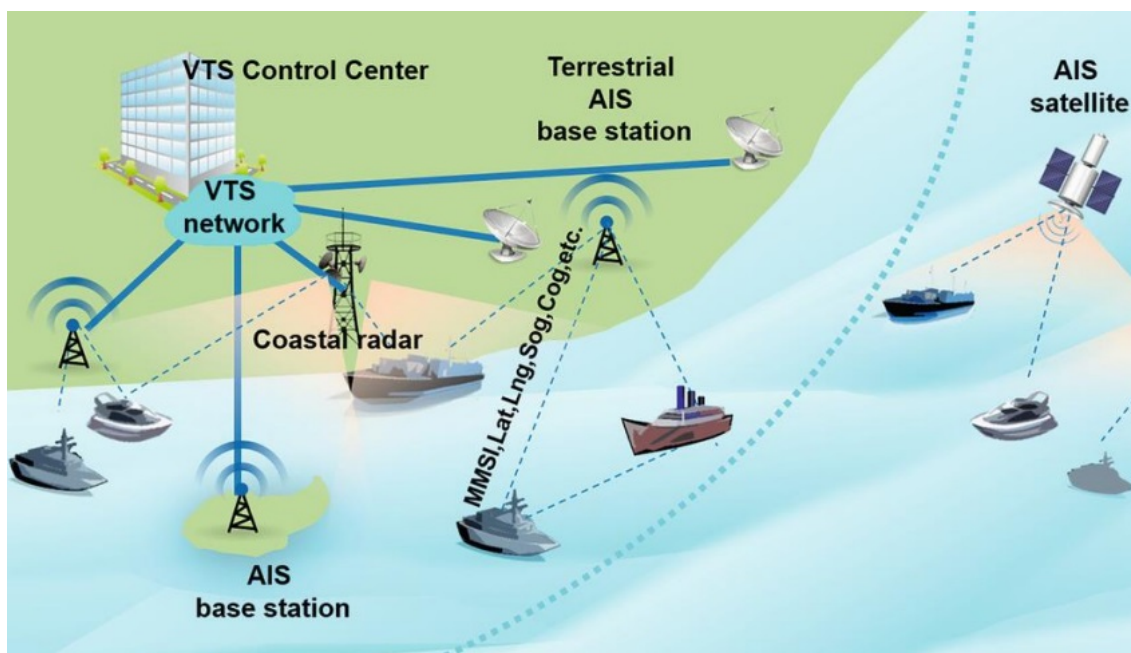 VTS Control Center
Terrestrial
AIS
base station
AIS
satellite
VTS
network
MMSI,Lat,Lng,Sog,Cog,etc.
Coastal radar
AIS
base station